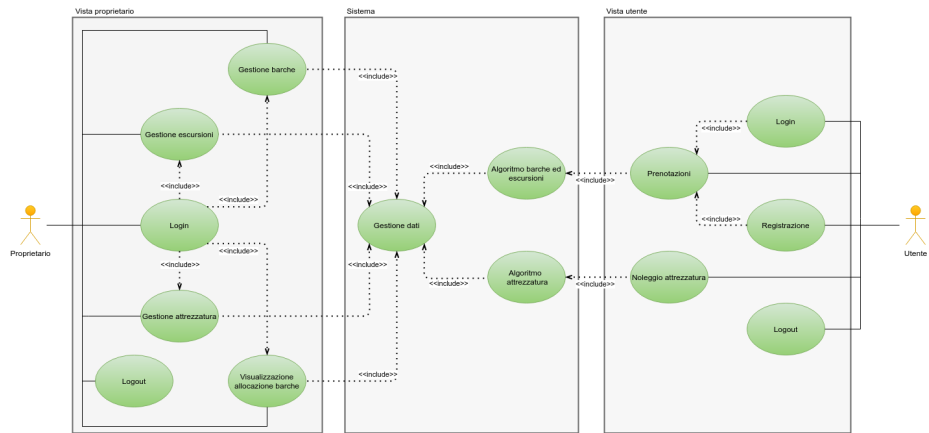 Vista proprietario
Sistema
Vista utente
Gestione barche
<<include>>
<<include>>
Login
Gestione escursioni
<<include>>
Algoritmo barche ed
escursioni
<<include>>
<<include>>
Prenotazioni
<<include>>
<<include>>
<<include>>
Proprietario
Login
Gestione dati
<<include>>
Registrazione
Utente
<<include>>
<<include>>
<<include>>
Gestione attrezzatura
<<include>>
Algoritmo
attrezzatura
<<include>>
Noleggio attrezzatura
<<include>>
Logout
Logout
Visualizzazione
allocazione barche
<<include>>